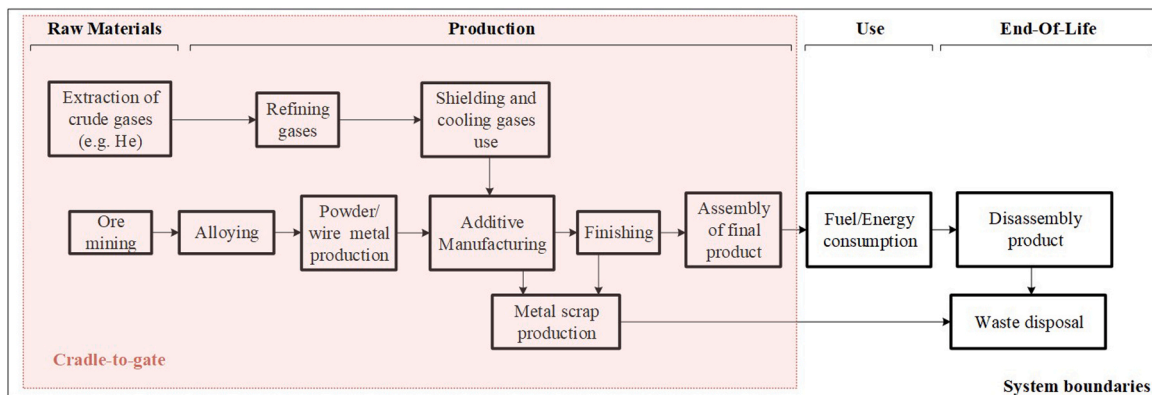 Raw Materials
Production
Use
End-Of-Life
Extraction of
crude gases
(e.g. He)
Refining
gases
Shielding and
cooling gases
use
Ore
mining
Alloying
Powder/
wire metal
production
Additive
Manufacturing
Finishing
Assembly
of final
product
Fuel/Energy
consumption
Disassembly
product
Metal scrap
production
Waste disposal
Cradle-to-gate
System boundaries